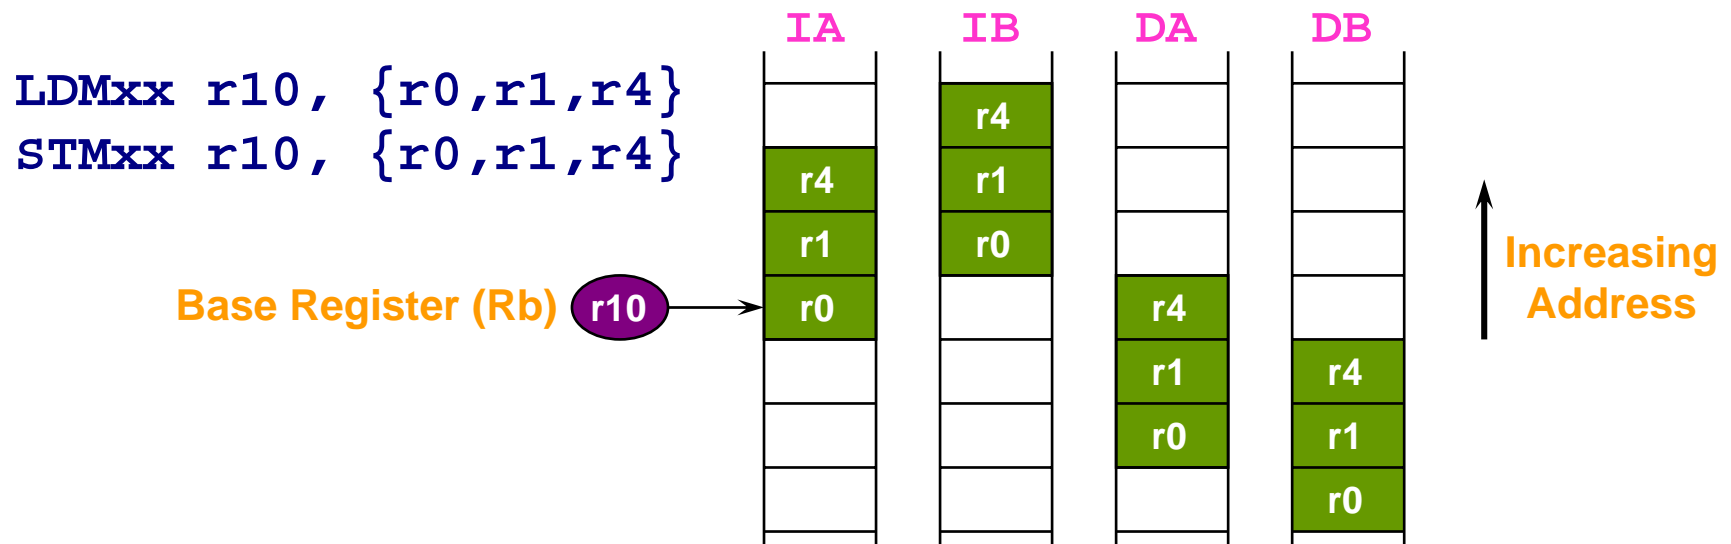 IA IB DA DB
LDMxx r10, {r0,r1,r4}
STMxx r10, {r0,r1,r4}
r4
r4 r1
r1 r0
Base Register (Rb) r10 r0 r4
r1 r4
r0 r1
r0
Increasing
Address